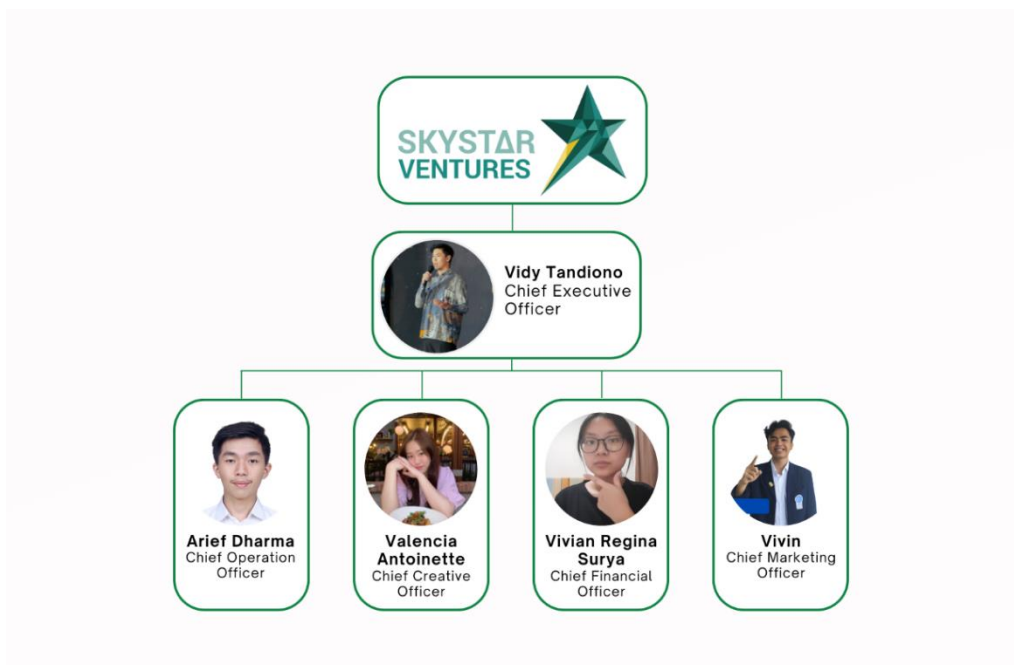 SKYSTAR
VENTURES
Vidy Tandiono
Chief Executive
Officer
Arief Dharma
Chief Operation
Officer
Valencia
Antoinette
Chief Creative
Officer
Vivian Regina
Surya
Chief Financial
Officer
Vivin
Chief Marketing
Officer